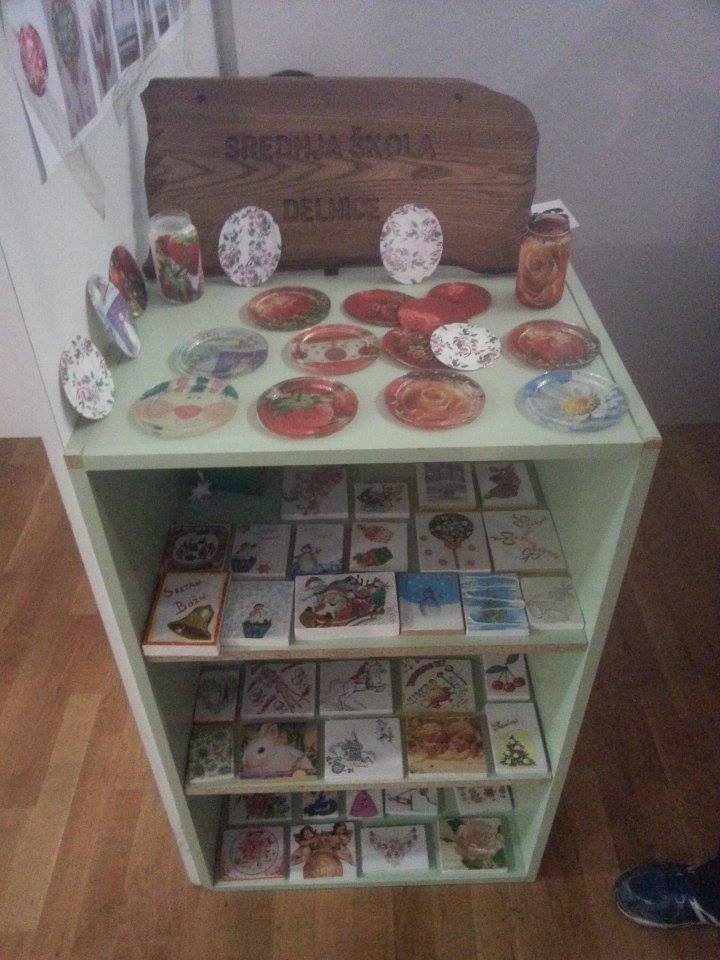 SREDNJA ŠKOLA
DELNICE
Sretan
Božić